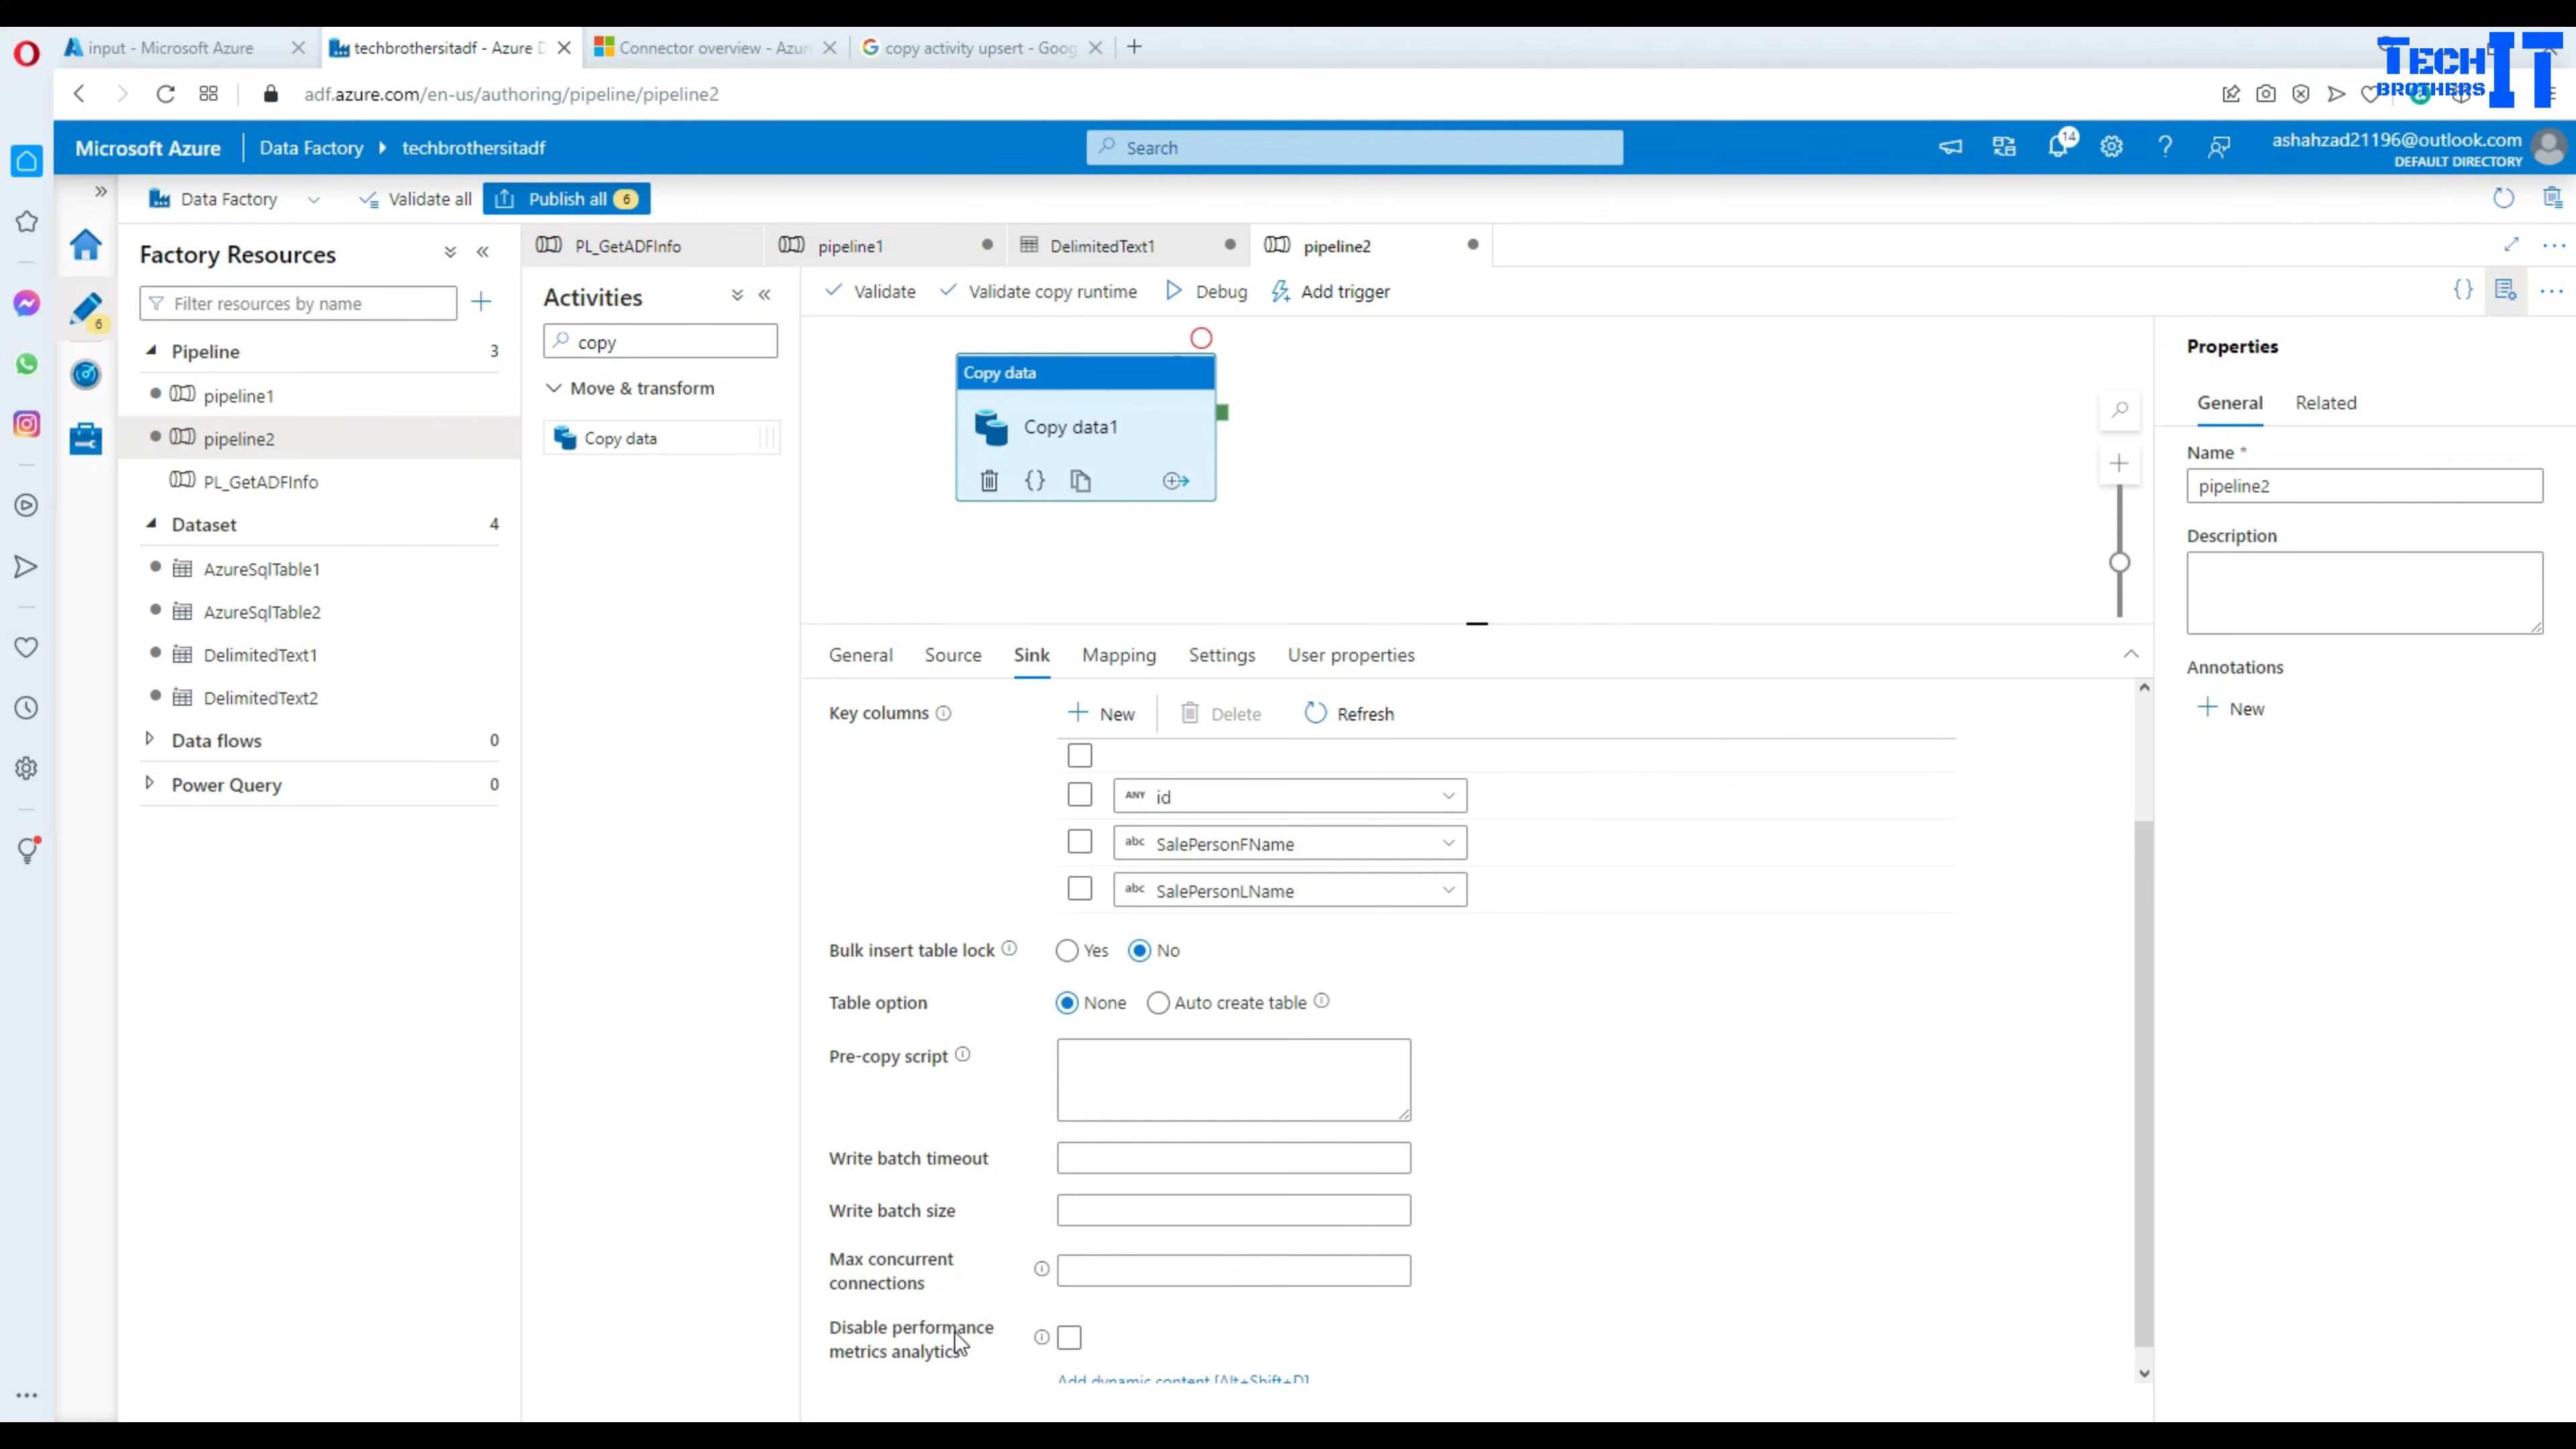 input - Microsoft Azure
techbrothersitadf - Azure D
Connector overview - Azur
copy activity upsert - Goog
TECH BROTHERS IT
adf.azure.com/en-us/authoring/pipeline/pipeline2
Microsoft Azure
Data Factory
techbrothersitadf
Search
14
ashahzad21196@outlook.com
DEFAULT DIRECTORY
Data Factory
Validate all
Publish all 6
Factory Resources
Filter resources by name
6
Pipeline 3
pipeline1
pipeline2
PL_GetADFInfo
Dataset 4
AzureSqlTable1
AzureSqlTable2
DelimitedText1
DelimitedText2
Data flows 0
Power Query 0
PL_GetADFInfo
pipeline1
DelimitedText1
pipeline2
Activities
copy
Move & transform
Copy data
Validate
Validate copy runtime
Debug
Add trigger
Copy data
Copy data1
General
Source
Sink
Mapping
Settings
User properties
Key columns
New
Delete
Refresh
ANY id
abc SalePersonFName
abc SalePersonLName
Bulk insert table lock
Yes
No
Table option
None
Auto create table
Pre-copy script
Write batch timeout
Write batch size
Max concurrent
connections
Disable performance
metrics analytics
Add dynamic content [Alt+Shift+D]
Properties
General
Related
Name *
pipeline2
Description
Annotations
New